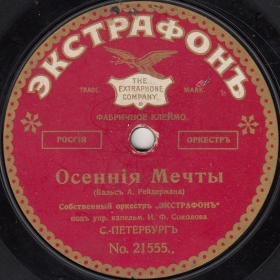 ЭКСТРАФОНЪ
THE EXTRAPHONE COMPANY.
TRADE MARK
ФАБРИЧНОЕ КЛЕЙМО.
РОССІЯ ОРКЕСТРЪ
Осеннія Мечты
(Вальсъ А. Рейдермана)
Собственный оркестръ „ЭКСТРАФОНЪ"
подъ упр. капельм. И. Ф. Соколова
С.-ПЕТЕРБУРГЪ
No. 21555.